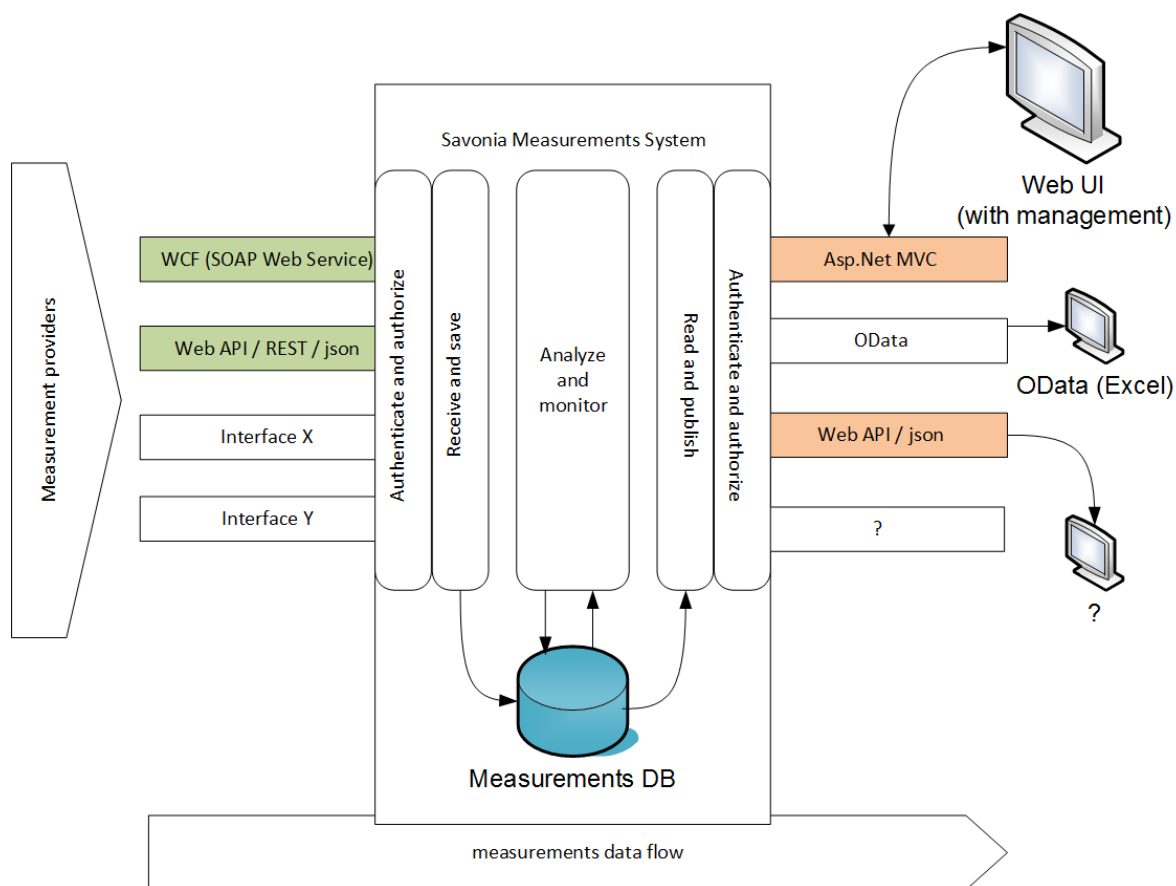 Savonia Measurements System
Measurement providers
WCF (SOAP Web Service)
Web API / REST / json
Interface X
Interface Y
Authenticate and authorize
Receive and save
Analyze
and
monitor
Read and publish
Authenticate and authorize
Asp.Net MVC
OData
Web API / json
?
Web UI
(with management)
OData (Excel)
?
Measurements DB
measurements data flow